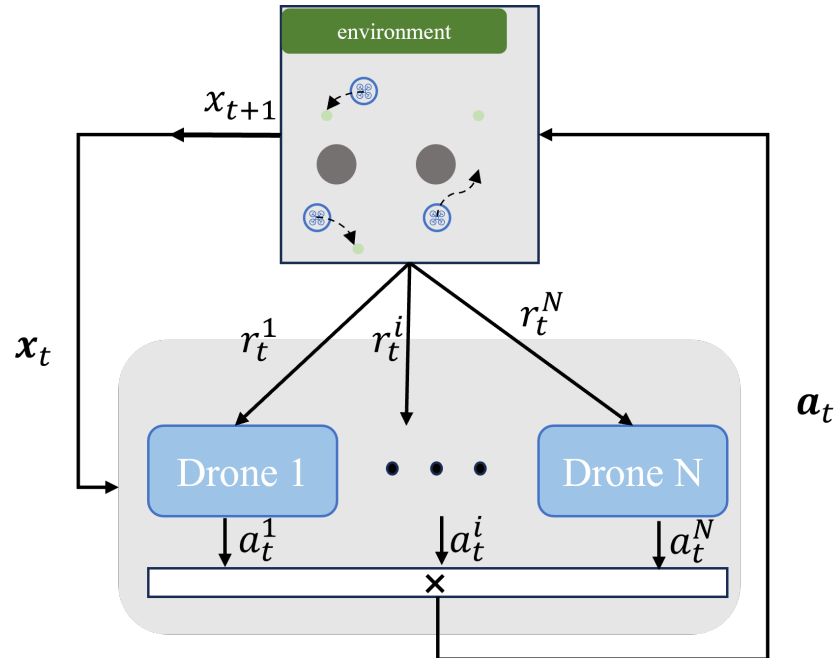 environment
x_{t+1}
r_t^1
r_t^i
r_t^N
𝒙_t
𝒂_t
Drone 1
• • •
Drone N
a_t^1
a_t^i
a_t^N
×